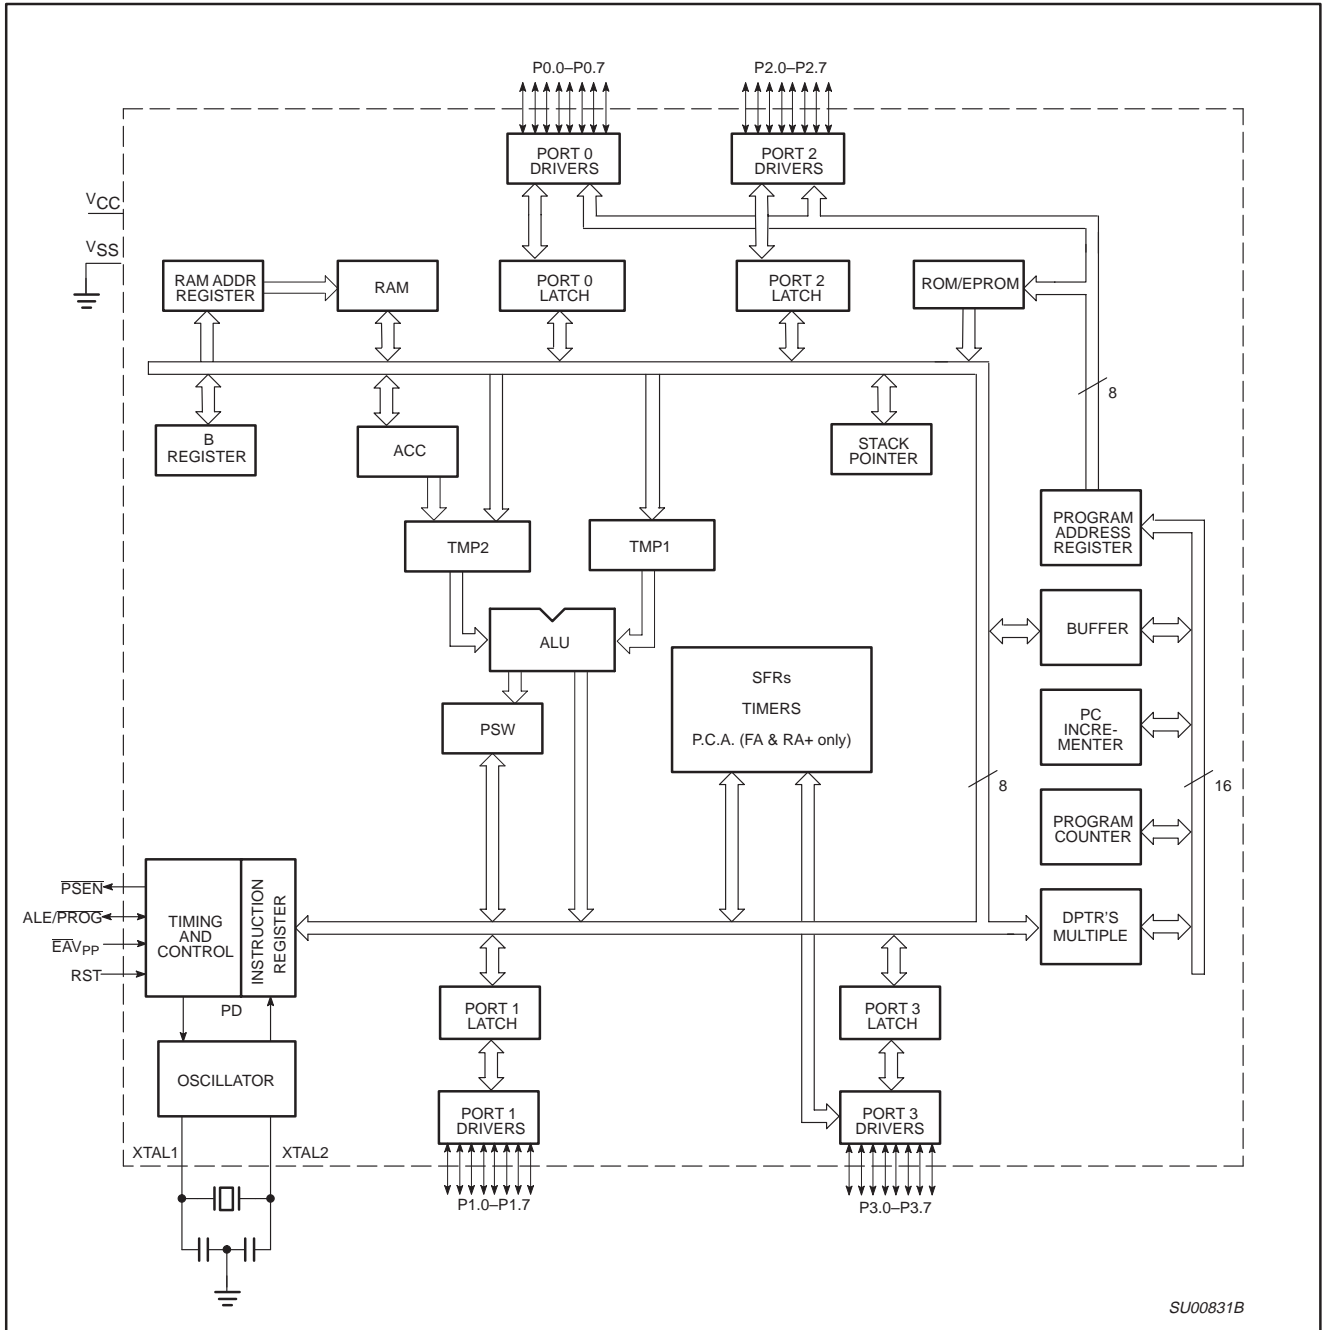 P0.0–P0.7
P2.0–P2.7
PORT 0
DRIVERS
PORT 2
DRIVERS
VCC
VSS
RAM ADDR
REGISTER
RAM
PORT 0
LATCH
PORT 2
LATCH
ROM/EPROM
8
B
REGISTER
ACC
STACK
POINTER
TMP2
TMP1
PROGRAM
ADDRESS
REGISTER
ALU
BUFFER
SFRs
TIMERS
P.C.A. (FA & RA+ only)
PSW
PC
INCRE-
MENTER
8
16
PROGRAM
COUNTER
PSEN
ALE/PROG
EAVPP
RST
TIMING
AND
CONTROL
INSTRUCTION
REGISTER
DPTR'S
MULTIPLE
PD
PORT 1
LATCH
PORT 3
LATCH
OSCILLATOR
PORT 1
DRIVERS
PORT 3
DRIVERS
XTAL1
XTAL2
P1.0–P1.7
P3.0–P3.7
SU00831B